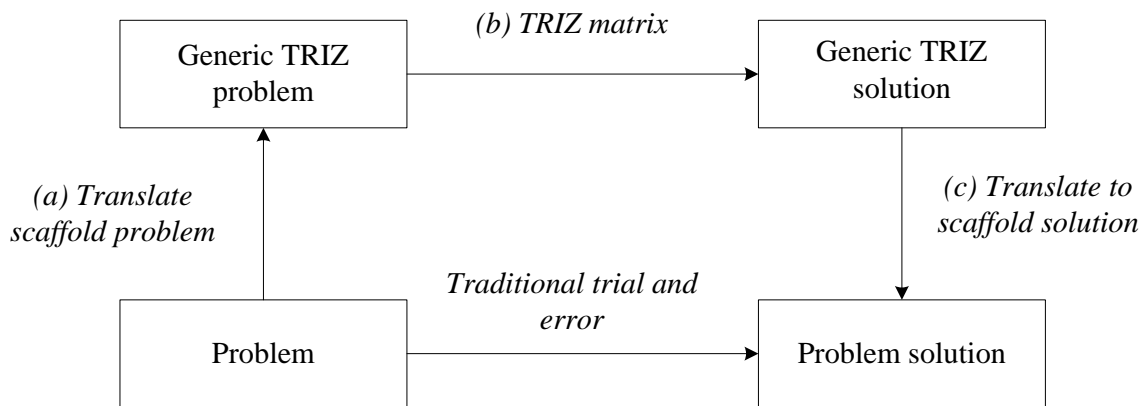 (b) TRIZ matrix
Generic TRIZ
problem
Generic TRIZ
solution
(a) Translate
scaffold problem
(c) Translate to
scaffold solution
Traditional trial and
error
Problem
Problem solution